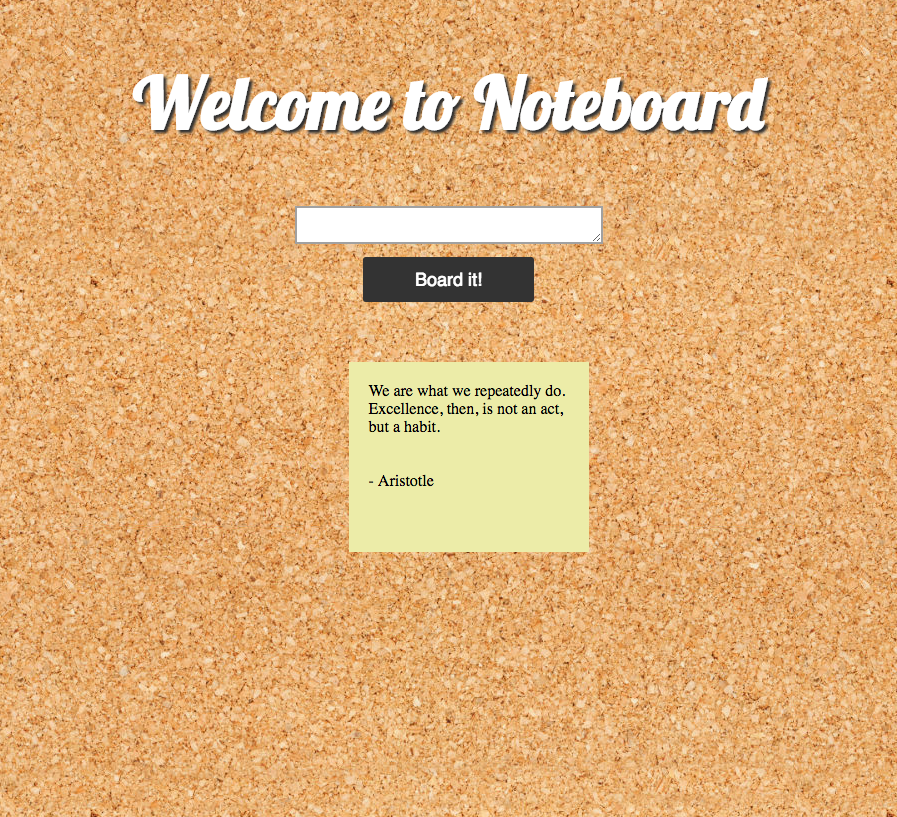 Welcome to Noteboard
Board it!
We are what we repeatedly do.
Excellence, then, is not an act,
but a habit.
- Aristotle